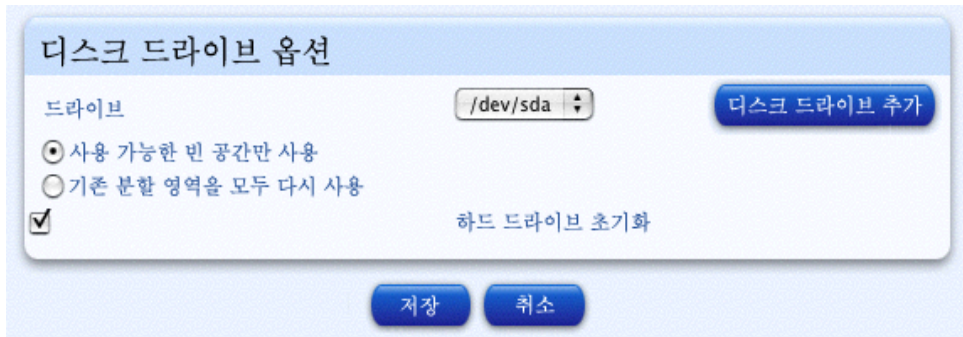 디스크 드라이브 옵션
드라이브 /dev/sda 디스크 드라이브 추가
사용 가능한 빈 공간만 사용
기존 분할 영역을 모두 다시 사용
하드 드라이브 초기화
저장 취소